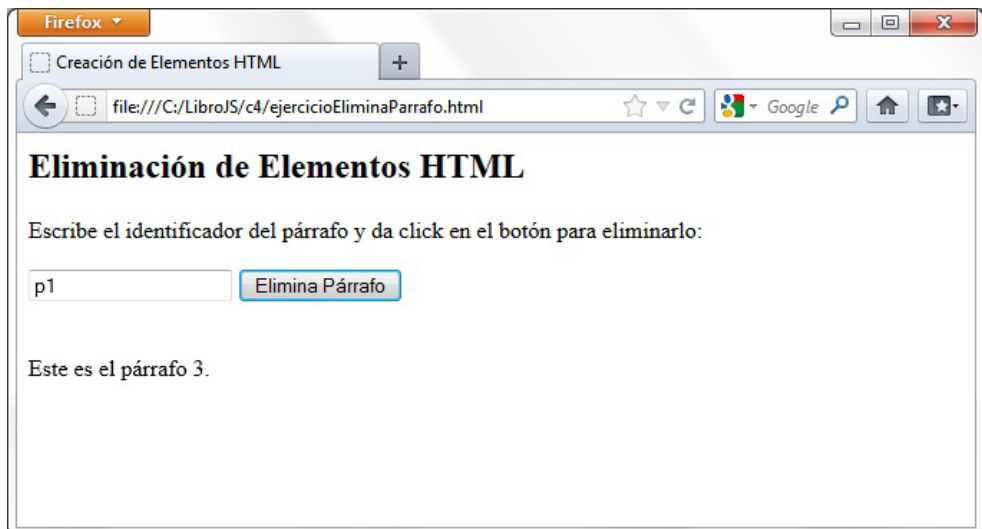 Firefox
Creación de Elementos HTML
file:///C:/LibroJS/c4/ejercicioEliminaParrafo.html
Google
Eliminación de Elementos HTML
Escribe el identificador del párrafo y da click en el botón para eliminarlo:
p1 Elimina Párrafo
Este es el párrafo 3.